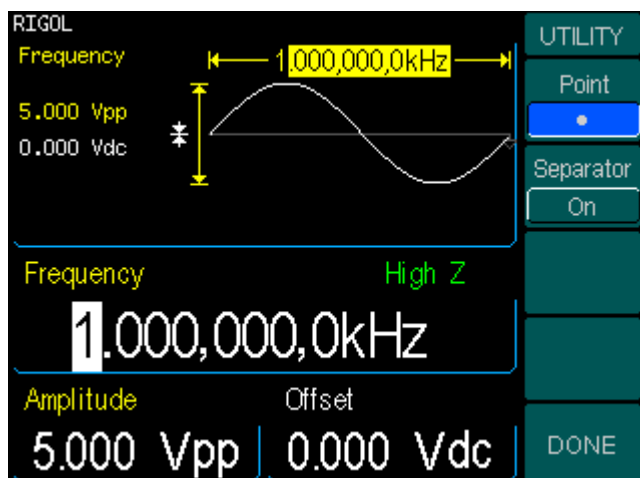 RIGOL
Frequency
1.000,000,0kHz
5.000 Vpp
0.000 Vdc
Frequency
High Z
1.000,000,0kHz
Amplitude
Offset
5.000 Vpp
0.000 Vdc
UTILITY
Point
●
Separator
On
DONE